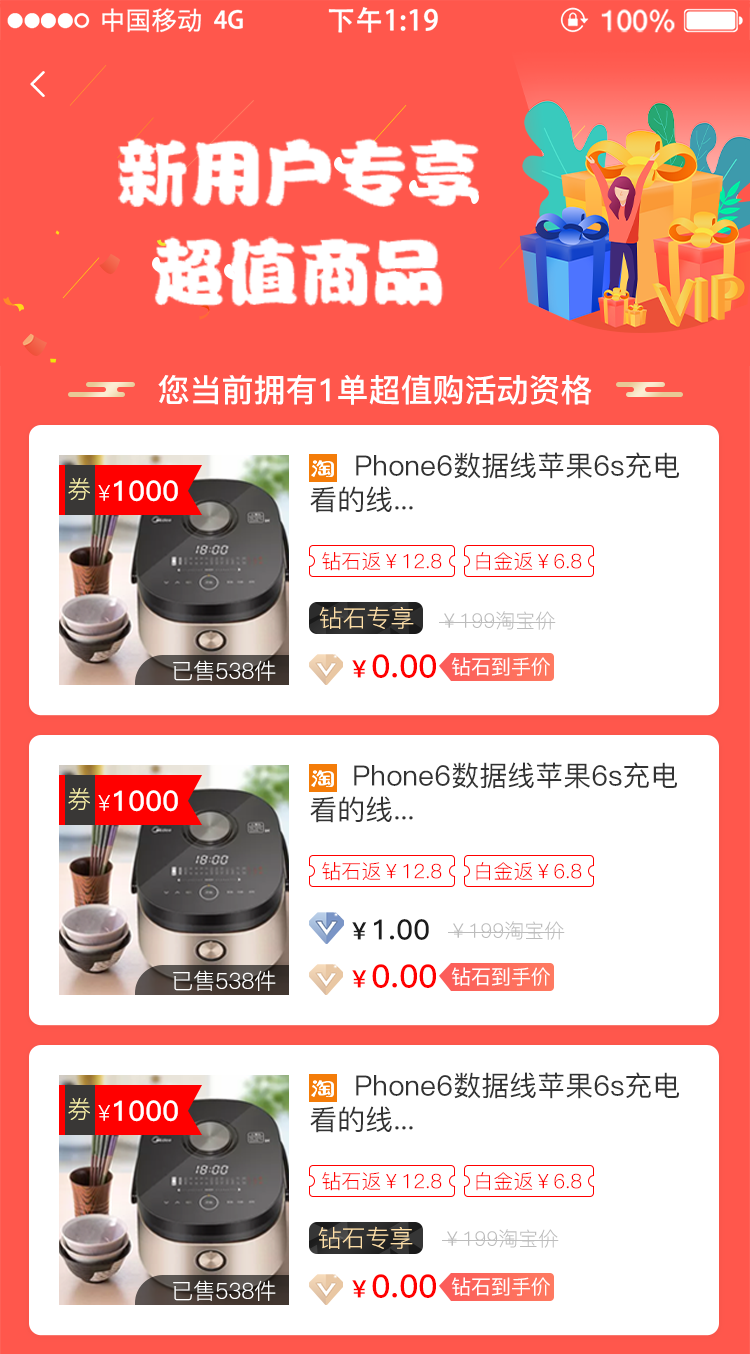 中国移动 4G 下午1:19 100%
新用户专享
超值商品
VIP
您当前拥有1单超值购活动资格
券 ¥1000
淘 Phone6数据线苹果6s充电
看的线...
钻石返¥12.8 白金返¥6.8
钻石专享 ¥199淘宝价
¥0.00 钻石到手价
Midea
18:00
已售538件
券 ¥1000
淘 Phone6数据线苹果6s充电
看的线...
钻石返¥12.8 白金返¥6.8
¥1.00 ¥199淘宝价
¥0.00 钻石到手价
Midea
18:00
已售538件
券 ¥1000
淘 Phone6数据线苹果6s充电
看的线...
钻石返¥12.8 白金返¥6.8
钻石专享 ¥199淘宝价
¥0.00 钻石到手价
Midea
18:00
已售538件